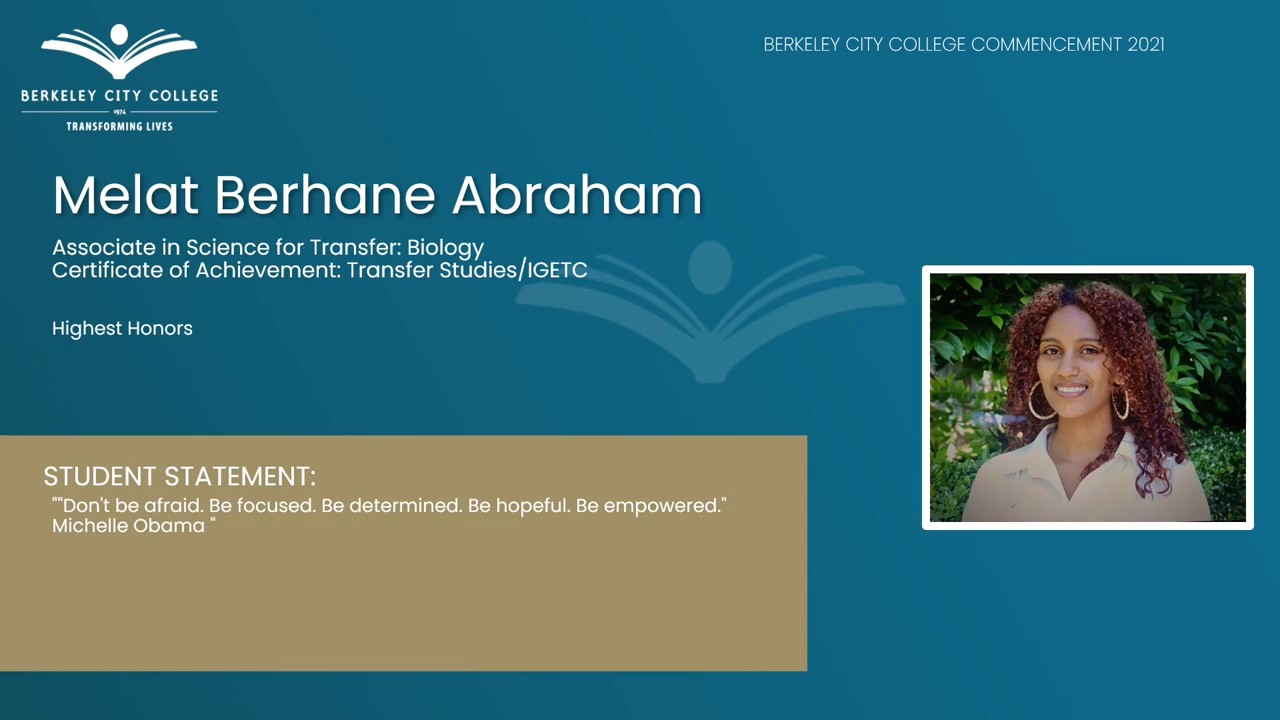 BERKELEY CITY COLLEGE COMMENCEMENT 2021
BERKELEY CITY COLLEGE
1974
TRANSFORMING LIVES
Melat Berhane Abraham
Associate in Science for Transfer: Biology
Certificate of Achievement: Transfer Studies/IGETC
Highest Honors
STUDENT STATEMENT:
""Don't be afraid. Be focused. Be determined. Be hopeful. Be empowered."
Michelle Obama "